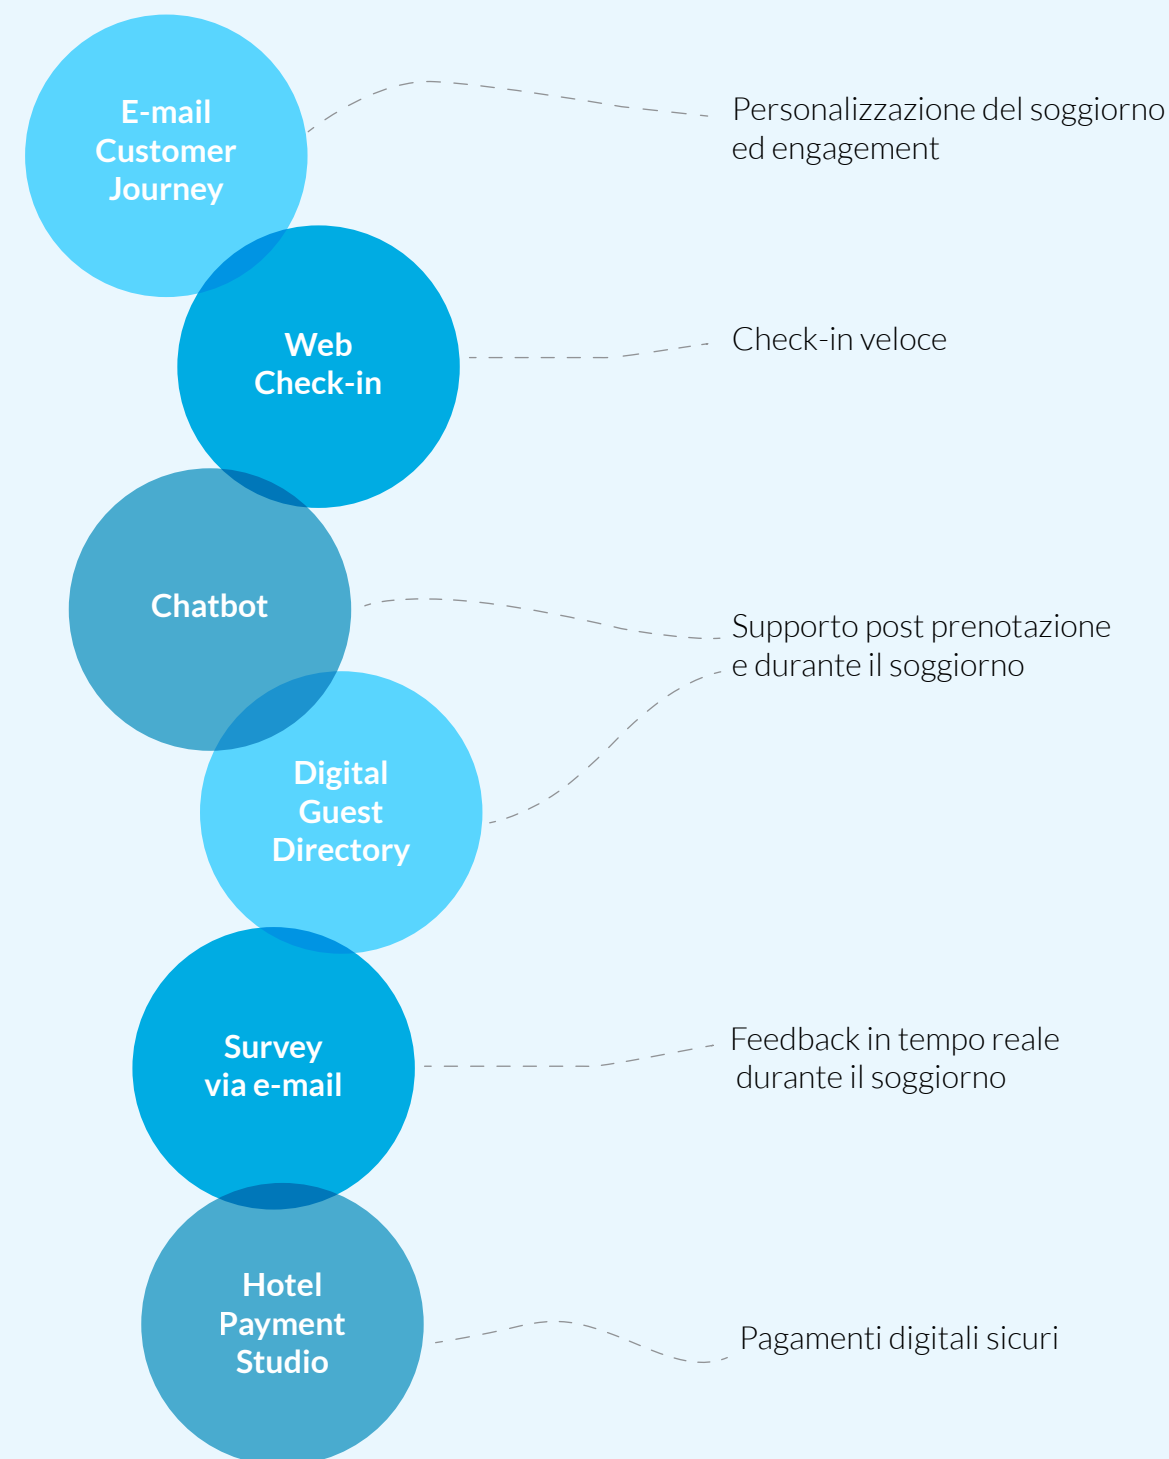 E-mail
Customer
Journey
Personalizzazione del soggiorno
ed engagement
Web
Check-in
Check-in veloce
Chatbot
Supporto post prenotazione
e durante il soggiorno
Digital
Guest
Directory
Survey
via e-mail
Feedback in tempo reale
durante il soggiorno
Hotel
Payment
Studio
Pagamenti digitali sicuri